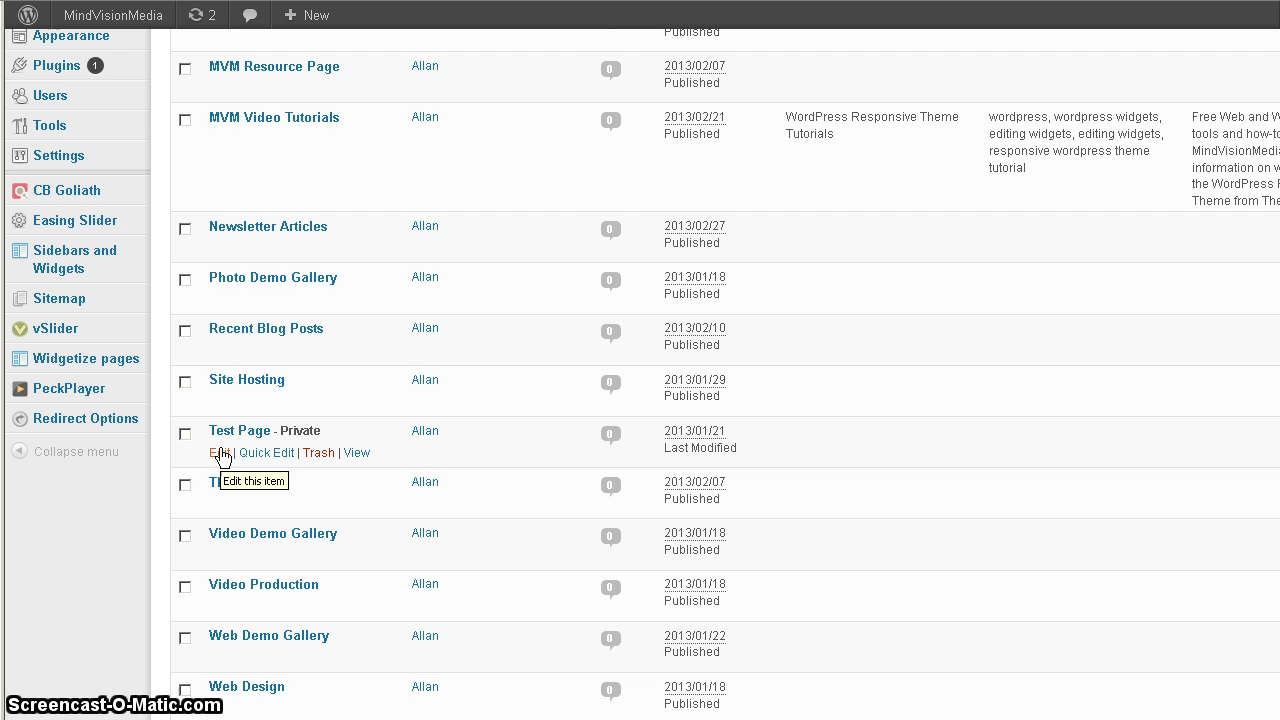 MindVisionMedia 2 New
Published
Appearance
Plugins 1
Users
Tools
Settings
CB Goliath
Easing Slider
Sidebars and
Widgets
Sitemap
vSlider
Widgetize pages
PeckPlayer
Redirect Options
Collapse menu
MVM Resource Page Allan 0 2013/02/07
Published
MVM Video Tutorials Allan 0 2013/02/21 WordPress Responsive Theme wordpress, wordpress widgets, Free Web and W
Published Tutorials editing widgets, editing widgets, tools and how-to
responsive wordpress theme MindVisionMedia
tutorial information on w
the WordPress R
Theme from The
Newsletter Articles Allan 0 2013/02/27
Published
Photo Demo Gallery Allan 0 2013/01/18
Published
Recent Blog Posts Allan 0 2013/02/10
Published
Site Hosting Allan 0 2013/01/29
Published
Test Page - Private Allan 0 2013/01/21
Edit | Quick Edit | Trash | View Last Modified
Edit this item
Allan 0 2013/02/07
Published
Video Demo Gallery Allan 0 2013/01/18
Published
Video Production Allan 0 2013/01/18
Published
Web Demo Gallery Allan 0 2013/01/22
Published
Web Design Allan 0 2013/01/18
Published
Screencast-O-Matic.com